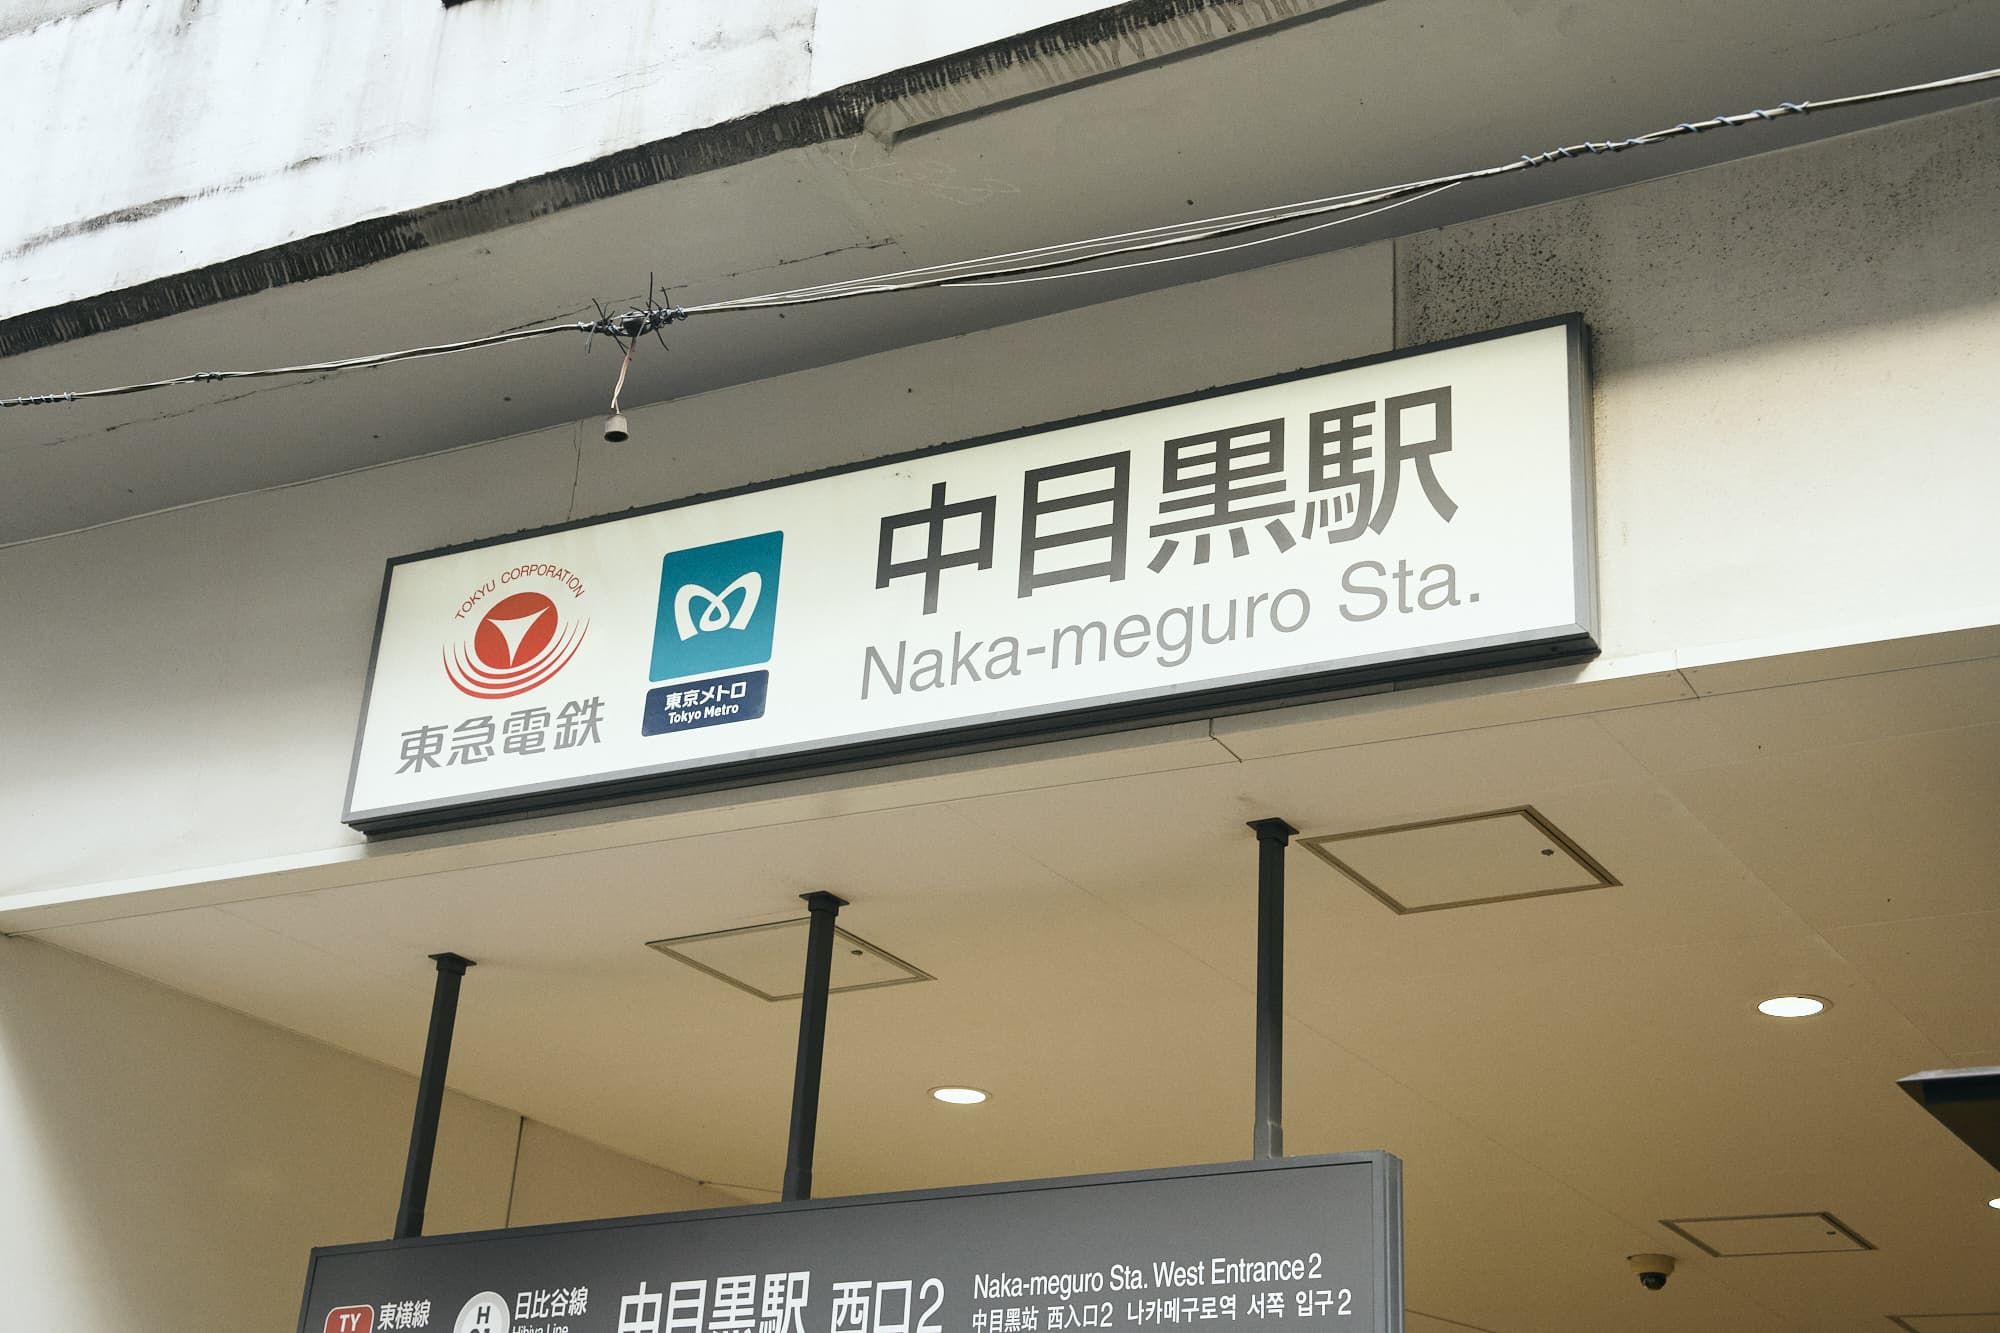 TOKYU CORPORATION
東急電鉄
東京メトロ
Tokyo Metro
中目黒駅
Naka-meguro Sta.
TY 東横線
H 日比谷線
Hibiya Line
中目黒駅 西口2
Naka-meguro Sta. West Entrance 2
中目黑站 西入口2 나카메구로역 서쪽 입구 2